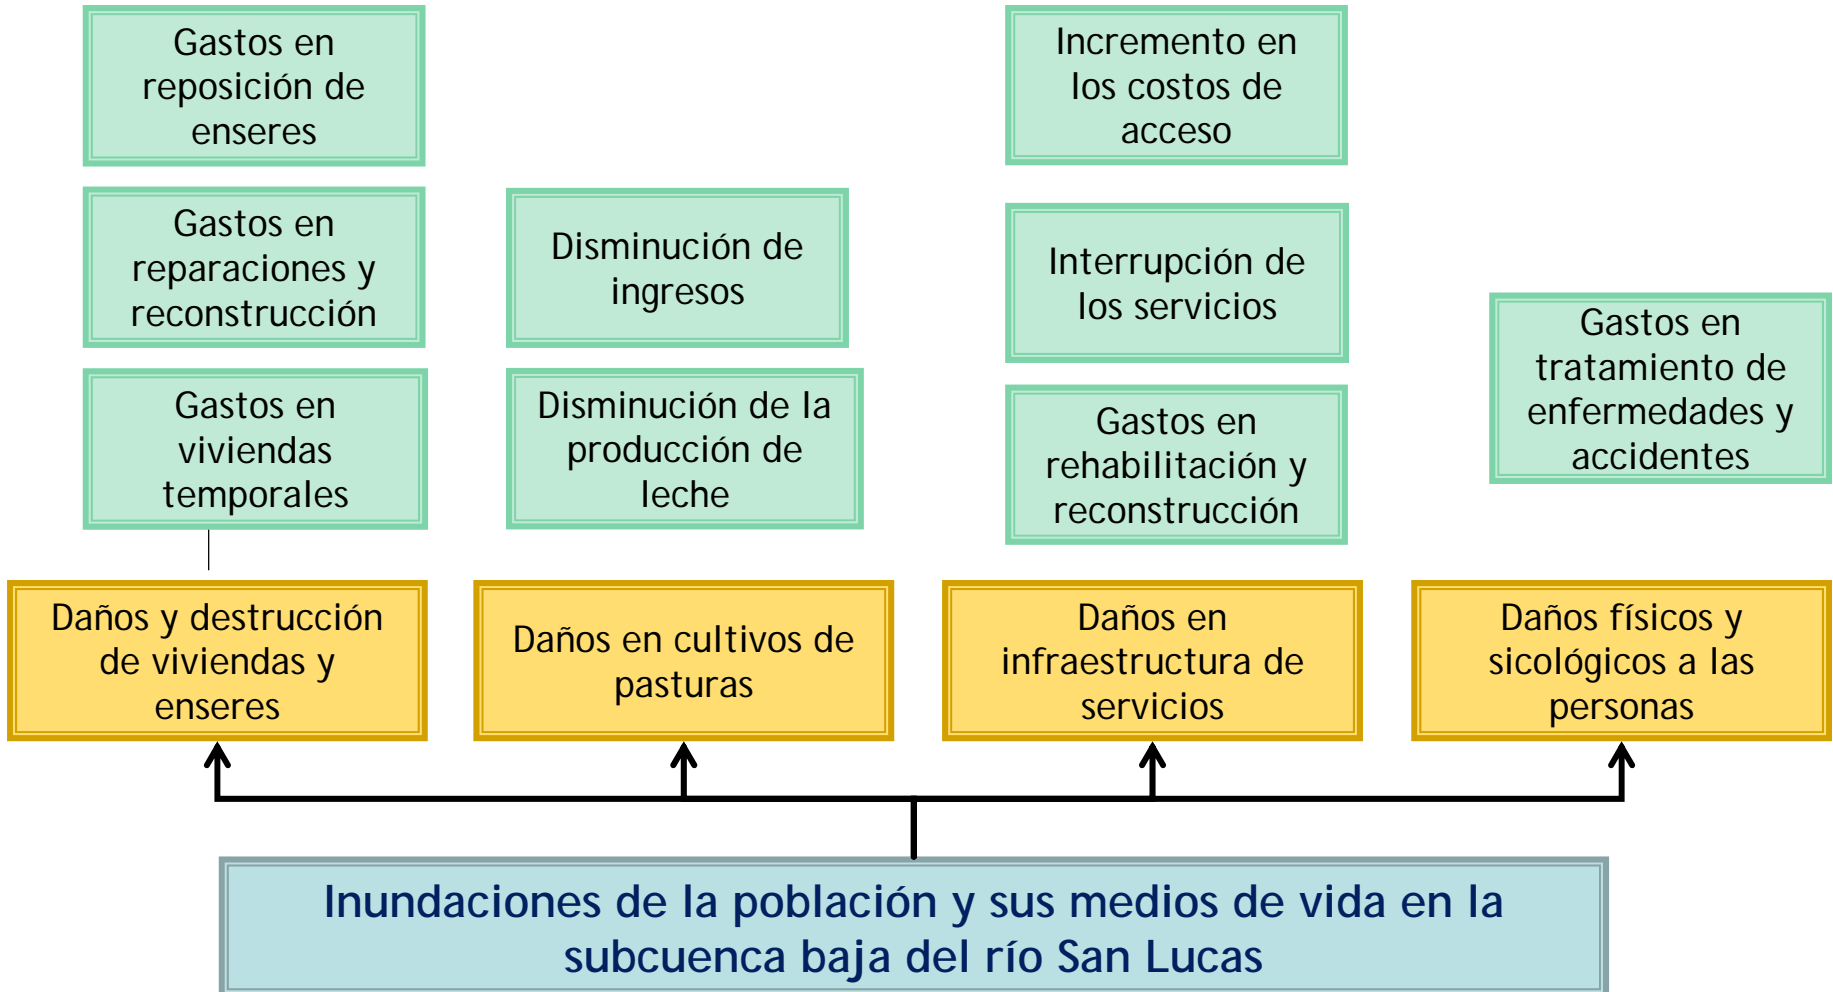 Gastos en
reposición de
enseres
Gastos en
reparaciones y
reconstrucción
Gastos en
viviendas
temporales
Daños y destrucción
de viviendas y
enseres
Disminución de
ingresos
Disminución de la
producción de
leche
Daños en cultivos de
pasturas
Incremento en
los costos de
acceso
Interrupción de
los servicios
Gastos en
rehabilitación y
reconstrucción
Daños en
infraestructura de
servicios
Gastos en
tratamiento de
enfermedades y
accidentes
Daños físicos y
sicológicos a las
personas
Inundaciones de la población y sus medios de vida en la
subcuenca baja del río San Lucas